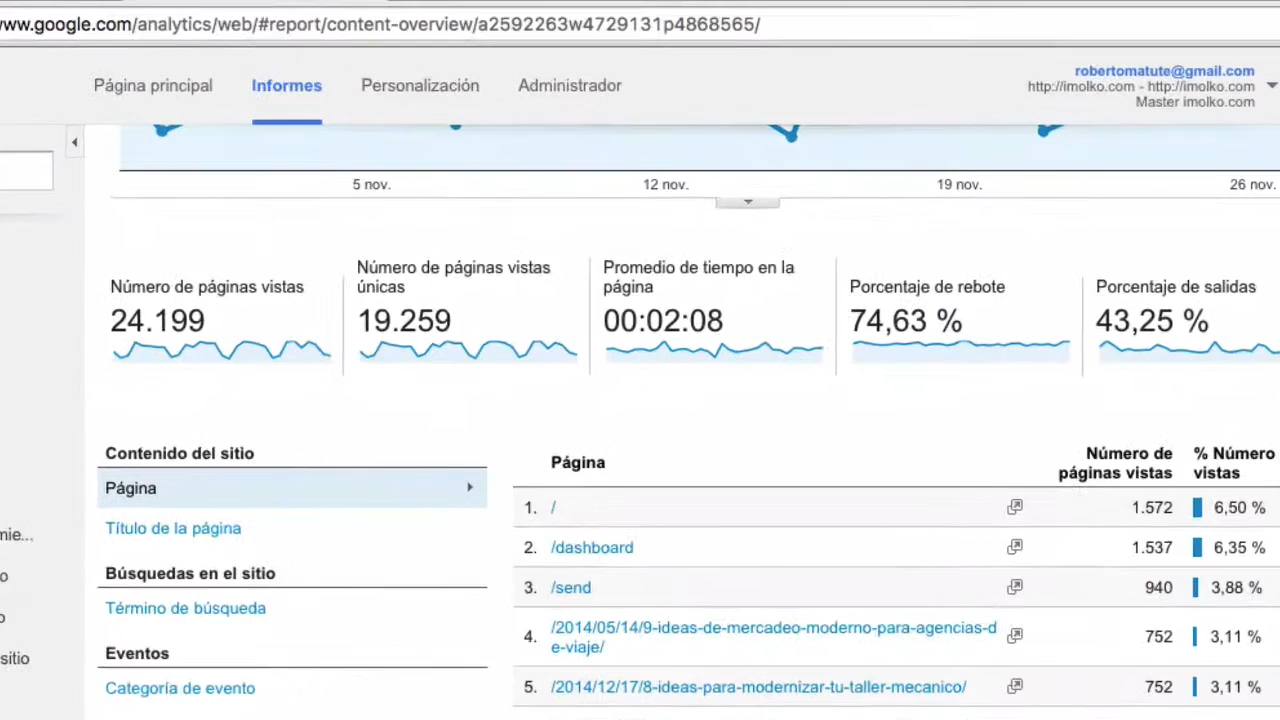 www.google.com/analytics/web/#report/content-overview/a2592263w4729131p4868565/
Página principal
Informes
Personalización
Administrador
robertomatute@gmail.com
http://imolko.com - http://imolko.com
Master imolko.com
5 nov.
12 nov.
19 nov.
26 nov.
Número de páginas vistas
24.199
Número de páginas vistas
únicas
19.259
Promedio de tiempo en la
página
00:02:08
Porcentaje de rebote
74,63 %
Porcentaje de salidas
43,25 %
mie...
o
o
sitio
Contenido del sitio
Página
Título de la página
Búsquedas en el sitio
Término de búsqueda
Eventos
Categoría de evento
Página
Número de
páginas vistas
% Número
vistas
1. / 1.572 6,50 %
2. /dashboard 1.537 6,35 %
3. /send 940 3,88 %
4. /2014/05/14/9-ideas-de-mercadeo-moderno-para-agencias-d
e-viaje/ 752 3,11 %
5. /2014/12/17/8-ideas-para-modernizar-tu-taller-mecanico/ 752 3,11 %